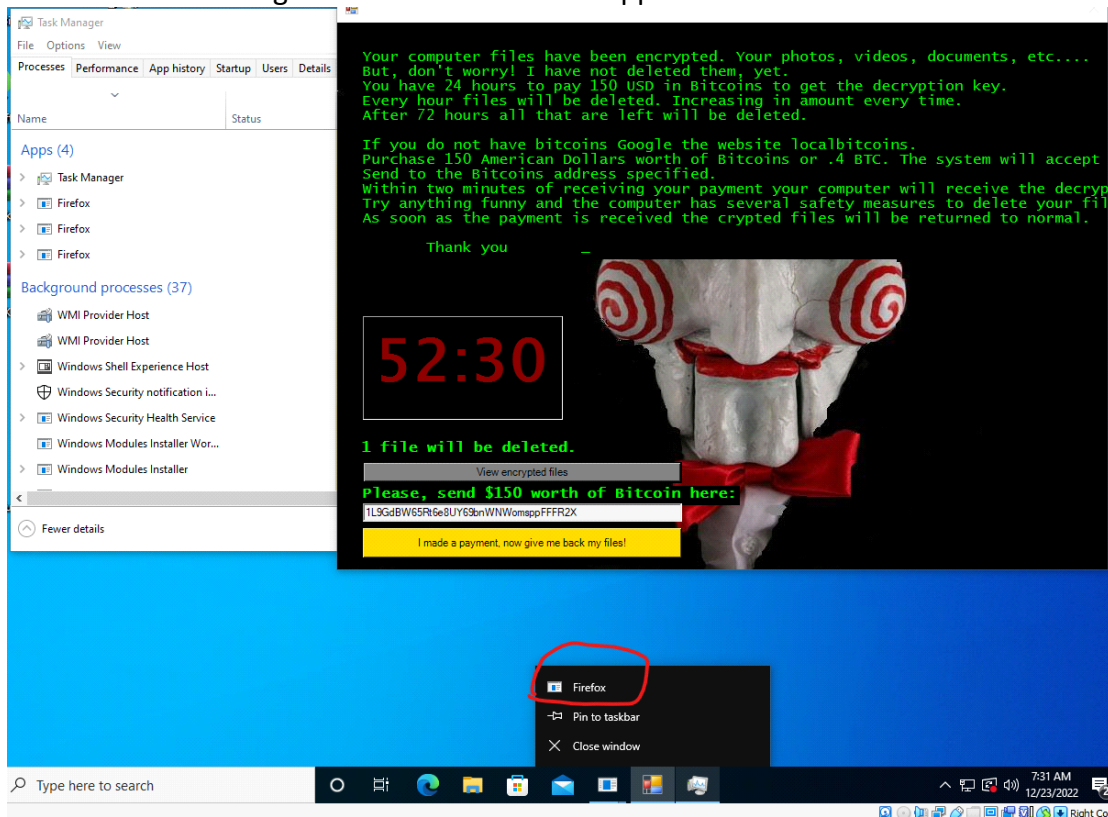 Task Manager
File Options View
Processes Performance App history Startup Users Details
Name Status
Apps (4)
Task Manager
Firefox
Firefox
Firefox
Background processes (37)
WMI Provider Host
WMI Provider Host
Windows Shell Experience Host
Windows Security notification i...
Windows Security Health Service
Windows Modules Installer Wor...
Windows Modules Installer
Fewer details
Your computer files have been encrypted. Your photos, videos, documents, etc....
But, don't worry! I have not deleted them, yet.
You have 24 hours to pay 150 USD in Bitcoins to get the decryption key.
Every hour files will be deleted. Increasing in amount every time.
After 72 hours all that are left will be deleted.
If you do not have bitcoins Google the website localbitcoins.
Purchase 150 American Dollars worth of Bitcoins or .4 BTC. The system will accept
Send to the Bitcoins address specified.
Within two minutes of receiving your payment your computer will receive the decryp
Try anything funny and the computer has several safety measures to delete your fil
As soon as the payment is received the crypted files will be returned to normal.
Thank you _
52:30
1 file will be deleted.
View encrypted files
Please, send $150 worth of Bitcoin here:
1L9GdBW65Rt6e8UY69bnWNWomsppFFFR2X
I made a payment, now give me back my files!
Firefox
Pin to taskbar
Close window
Type here to search
7:31 AM
12/23/2022
2
Right Co